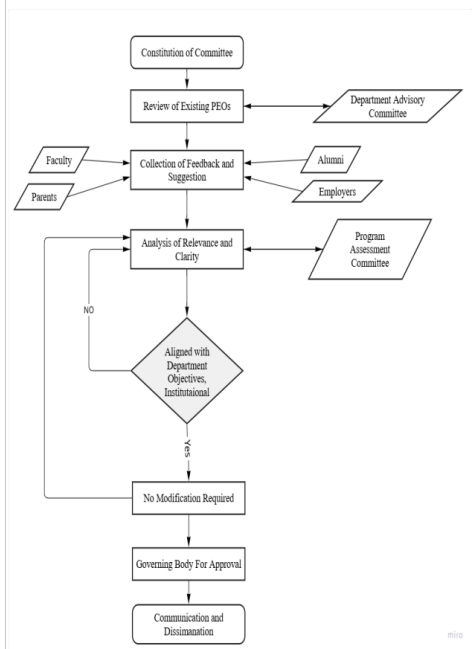 Constitution of Committee
Review of Existing PEOs
Department Advisory
Committee
Faculty
Parents
Collection of Feedback and
Suggestion
Alumni
Employers
Analysis of Relevance and
Clarity
Program
Assessment
Committee
NO
Aligned with
Department
Objectives,
Institutaional
Yes
No Modification Required
Governing Body For Approval
Communication and
Dissimanation
miro